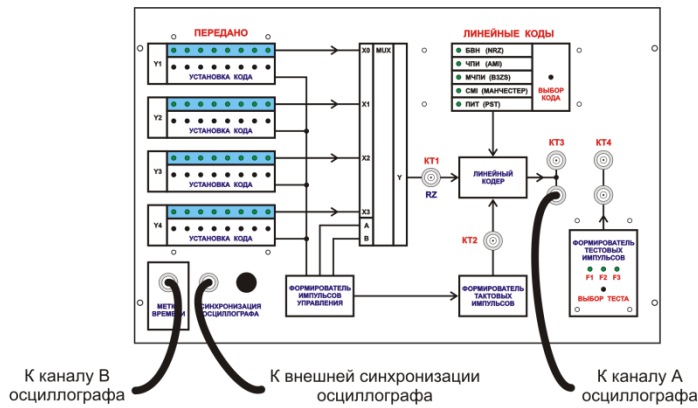 ПЕРЕДАНО
ЛИНЕЙНЫЕ КОДЫ
Y1
УСТАНОВКА КОДА
Y2
УСТАНОВКА КОДА
Y3
УСТАНОВКА КОДА
Y4
УСТАНОВКА КОДА
X0
MUX
X1
X2
X3
Y
A
B
БВН (NRZ)
ЧПИ (AMI)
МЧПИ (B3ZS)
CMI (МАНЧЕСТЕР)
ПИТ (PST)
ВЫБОР
КОДА
КТ1
RZ
ЛИНЕЙНЫЙ
КОДЕР
КТ3
КТ4
КТ2
ФОРМИРОВАТЕЛЬ
ТЕСТОВЫХ
ИМПУЛЬСОВ
F1 F2 F3
ВЫБОР ТЕСТА
МЕТКИ
ВРЕМЕНИ
СИНХРОНИЗАЦИЯ
ОСЦИЛЛОГРАФА
ФОРМИРОВАТЕЛЬ
ИМПУЛЬСОВ
УПРАВЛЕНИЯ
ФОРМИРОВАТЕЛЬ
ТАКТОВЫХ
ИМПУЛЬСОВ
К каналу В
осциллографа
К внешней синхронизации
осциллографа
К каналу А
осциллографа